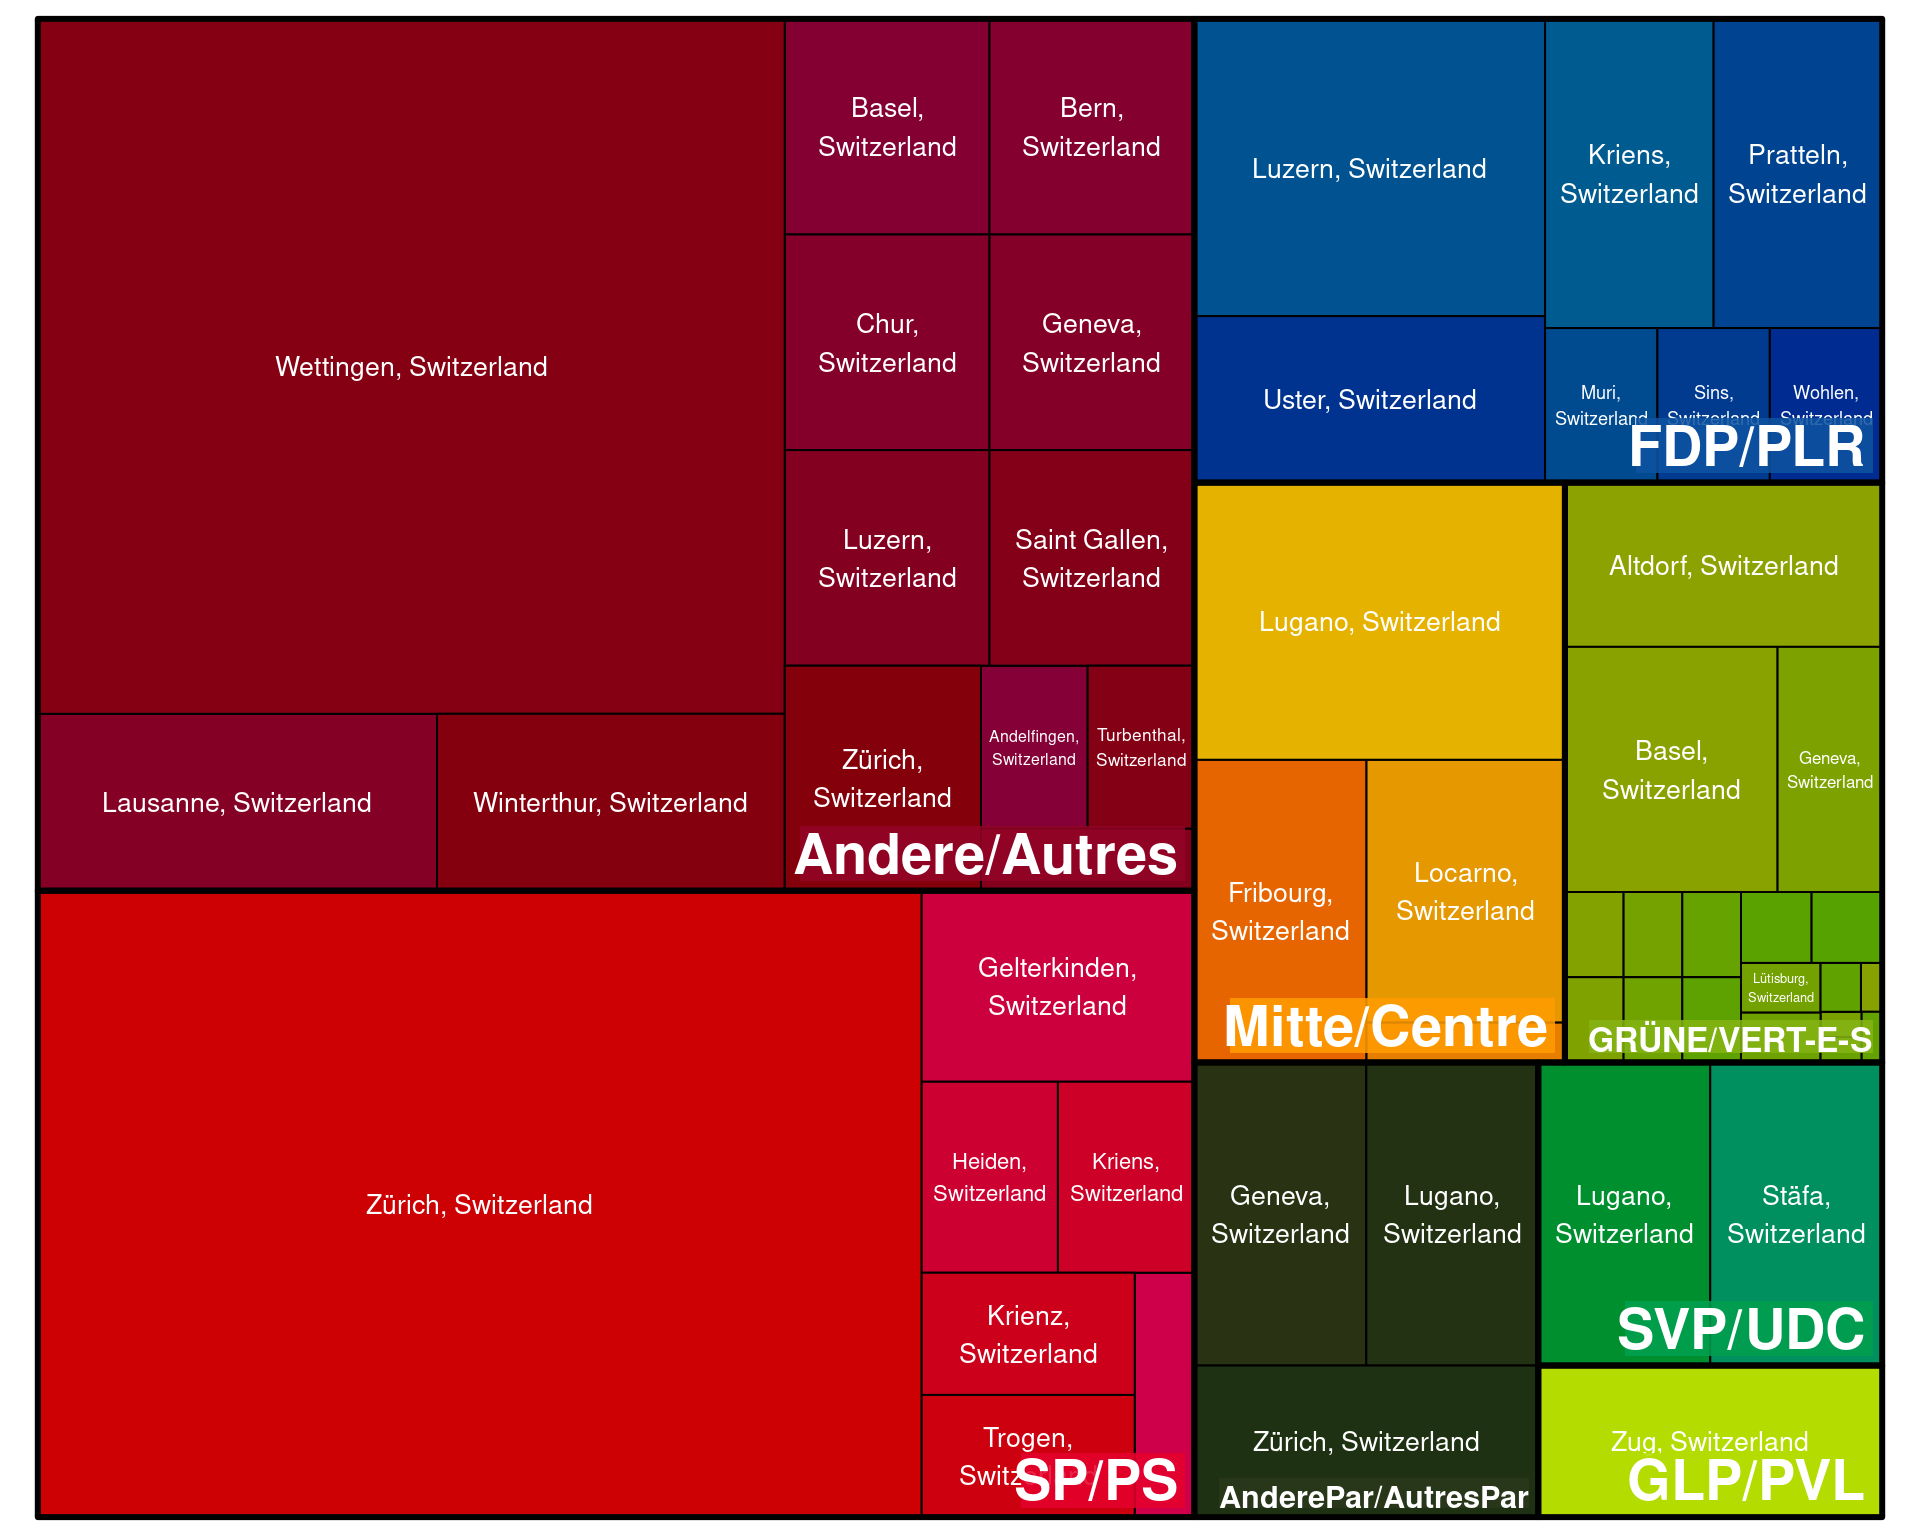 Wettingen, Switzerland
Lausanne, Switzerland
Winterthur, Switzerland
Basel,
Switzerland
Bern,
Switzerland
Chur,
Switzerland
Geneva,
Switzerland
Luzern,
Switzerland
Saint Gallen,
Switzerland
Zürich,
Switzerland
Andelfingen,
Switzerland
Turbenthal,
Switzerland
Andere/Autres
Zürich, Switzerland
Gelterkinden,
Switzerland
Heiden,
Switzerland
Kriens,
Switzerland
Krienz,
Switzerland
Trogen,
Switzerland
SP/PS
Luzern, Switzerland
Uster, Switzerland
Kriens,
Switzerland
Pratteln,
Switzerland
Muri,
Switzerland
Sins,
Switzerland
Wohlen,
Switzerland
FDP/PLR
Lugano, Switzerland
Fribourg,
Switzerland
Locarno,
Switzerland
Mitte/Centre
Altdorf, Switzerland
Basel,
Switzerland
Geneva,
Switzerland
Lütisburg,
Switzerland
GRÜNE/VERT-E-S
Geneva,
Switzerland
Lugano,
Switzerland
Zürich, Switzerland
AnderePar/AutresPar
Lugano,
Switzerland
Stäfa,
Switzerland
SVP/UDC
Zug, Switzerland
GLP/PVL